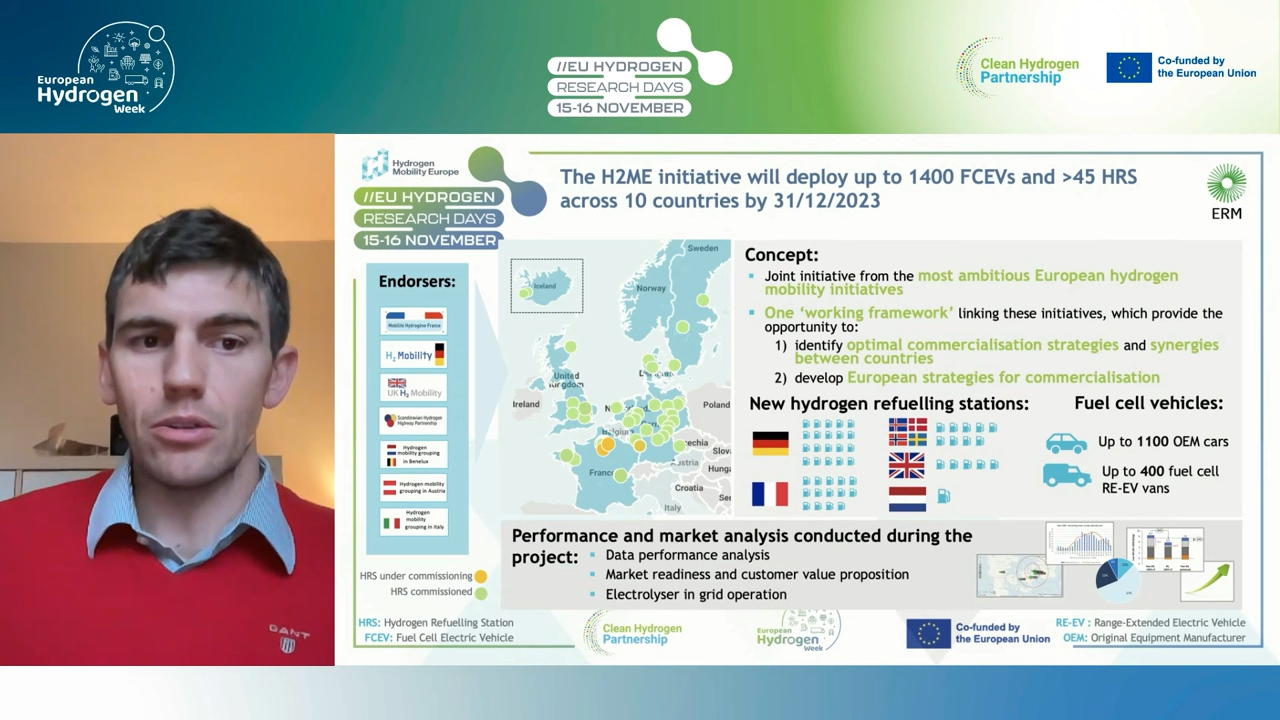 European
Hydrogen
Week
//EU HYDROGEN
RESEARCH DAYS
15-16 NOVEMBER
Clean Hydrogen
Partnership
Co-funded by
the European Union
Hydrogen
Mobility Europe
//EU HYDROGEN
RESEARCH DAYS
15-16 NOVEMBER
The H2ME initiative will deploy up to 1400 FCEVs and >45 HRS
across 10 countries by 31/12/2023
ERM
Endorsers:
Mobilité Hydrogène France
H2 Mobility
UK H2 Mobility
Scandinavian Hydrogen
Highway Partnership
Hydrogen
mobility grouping
in Benelux
Hydrogen mobility
grouping in Austria
Hydrogen
mobility
grouping in Italy
HRS under commissioning
HRS commissioned
Iceland
Sweden
Norway
United
Kingdom
Ireland
Poland
Belgium
France
Austria
Croatia
Italy
Concept:
Joint initiative from the most ambitious European hydrogen
mobility initiatives
One ‘working framework’ linking these initiatives, which provide the
opportunity to:
1) identify optimal commercialisation strategies and synergies
between countries
2) develop European strategies for commercialisation
New hydrogen refuelling stations:
Fuel cell vehicles:
Up to 1100 OEM cars
Up to 400 fuel cell
RE-EV vans
Performance and market analysis conducted during the
project:
Data performance analysis
Market readiness and customer value proposition
Electrolyser in grid operation
HRS: Hydrogen Refuelling Station
FCEV: Fuel Cell Electric Vehicle
Clean Hydrogen
Partnership
European
Hydrogen
Week
Co-funded by
the European Union
RE-EV : Range-Extended Electric Vehicle
OEM: Original Equipment Manufacturer
GANT